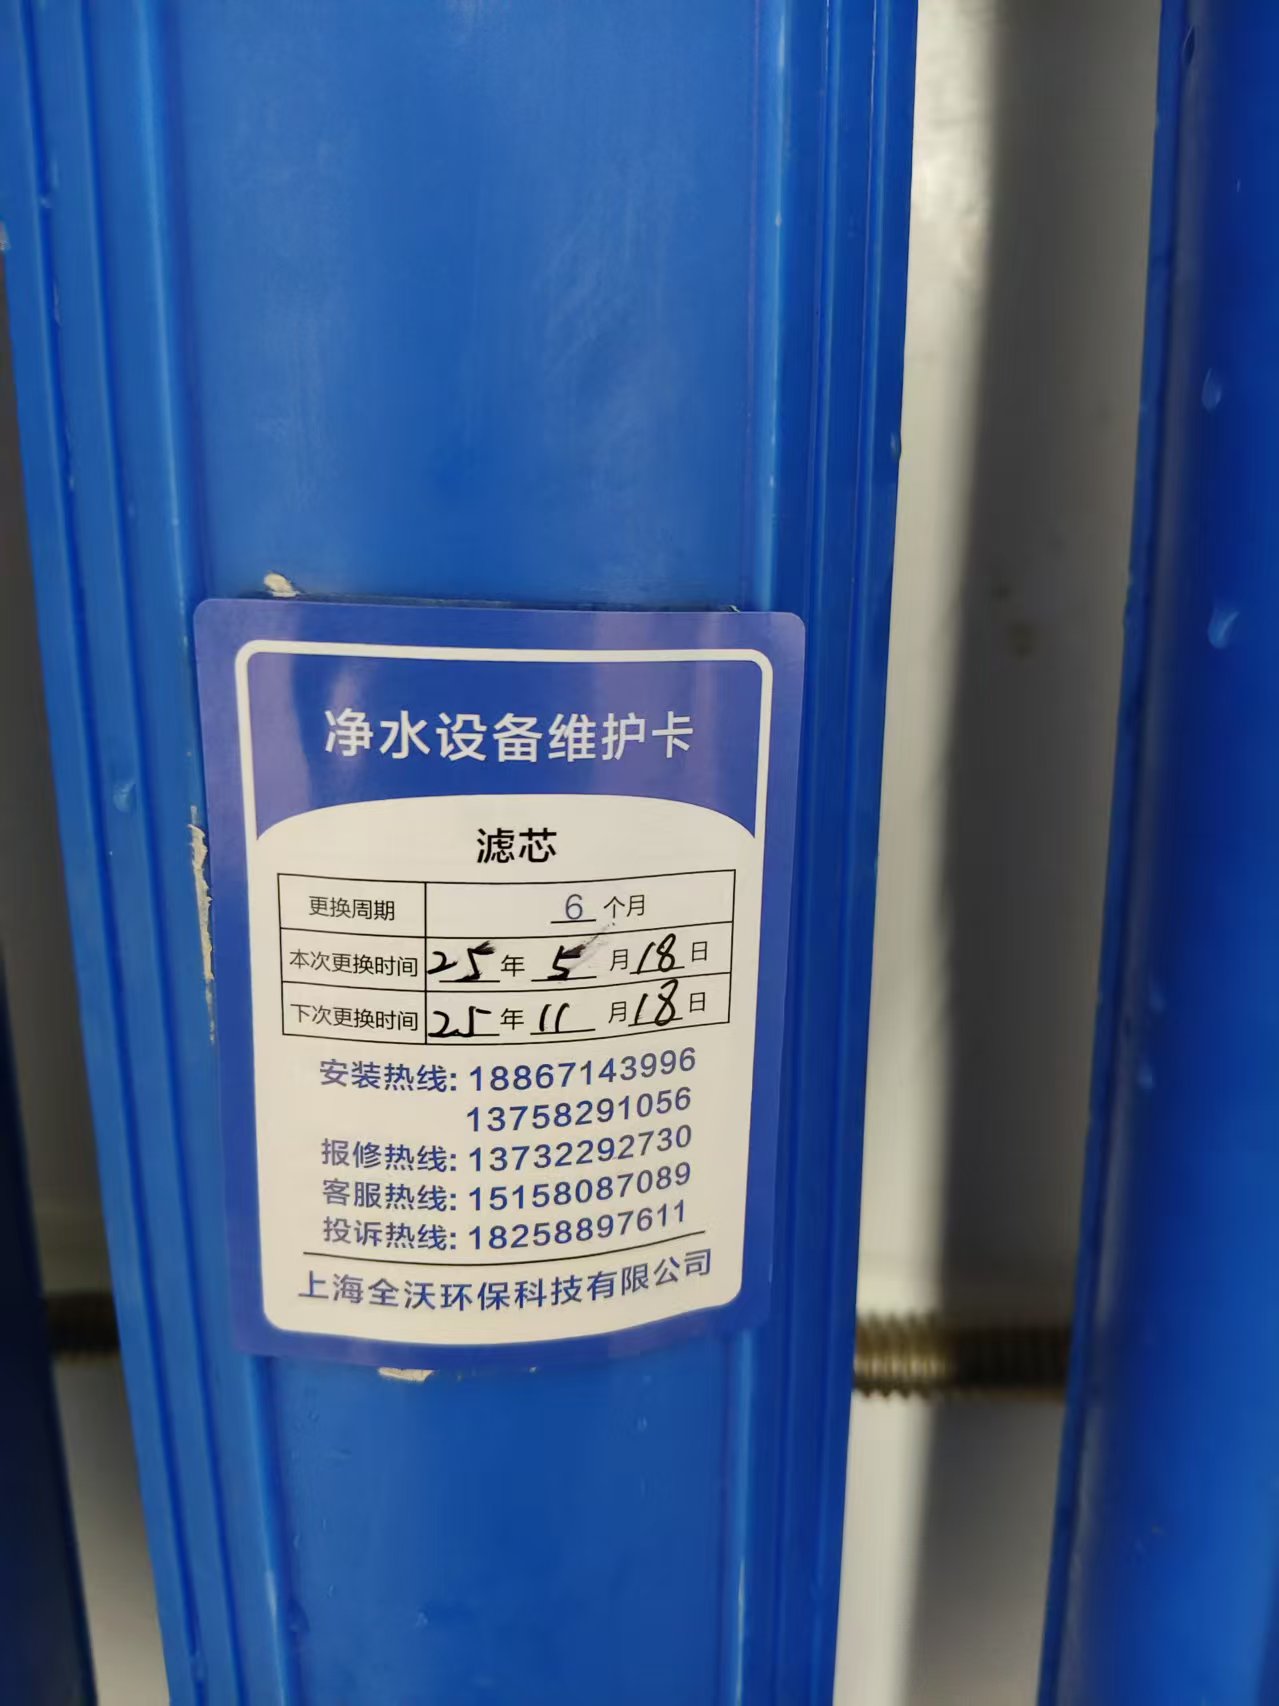 净水设备维护卡
滤芯
更换周期 6 个月
本次更换时间 25 年 5 月 18 日
下次更换时间 25 年 11 月 18 日
安装热线: 18867143996
13758291056
报修热线: 13732292730
客服热线: 15158087089
投诉热线: 18258897611
上海全沃环保科技有限公司